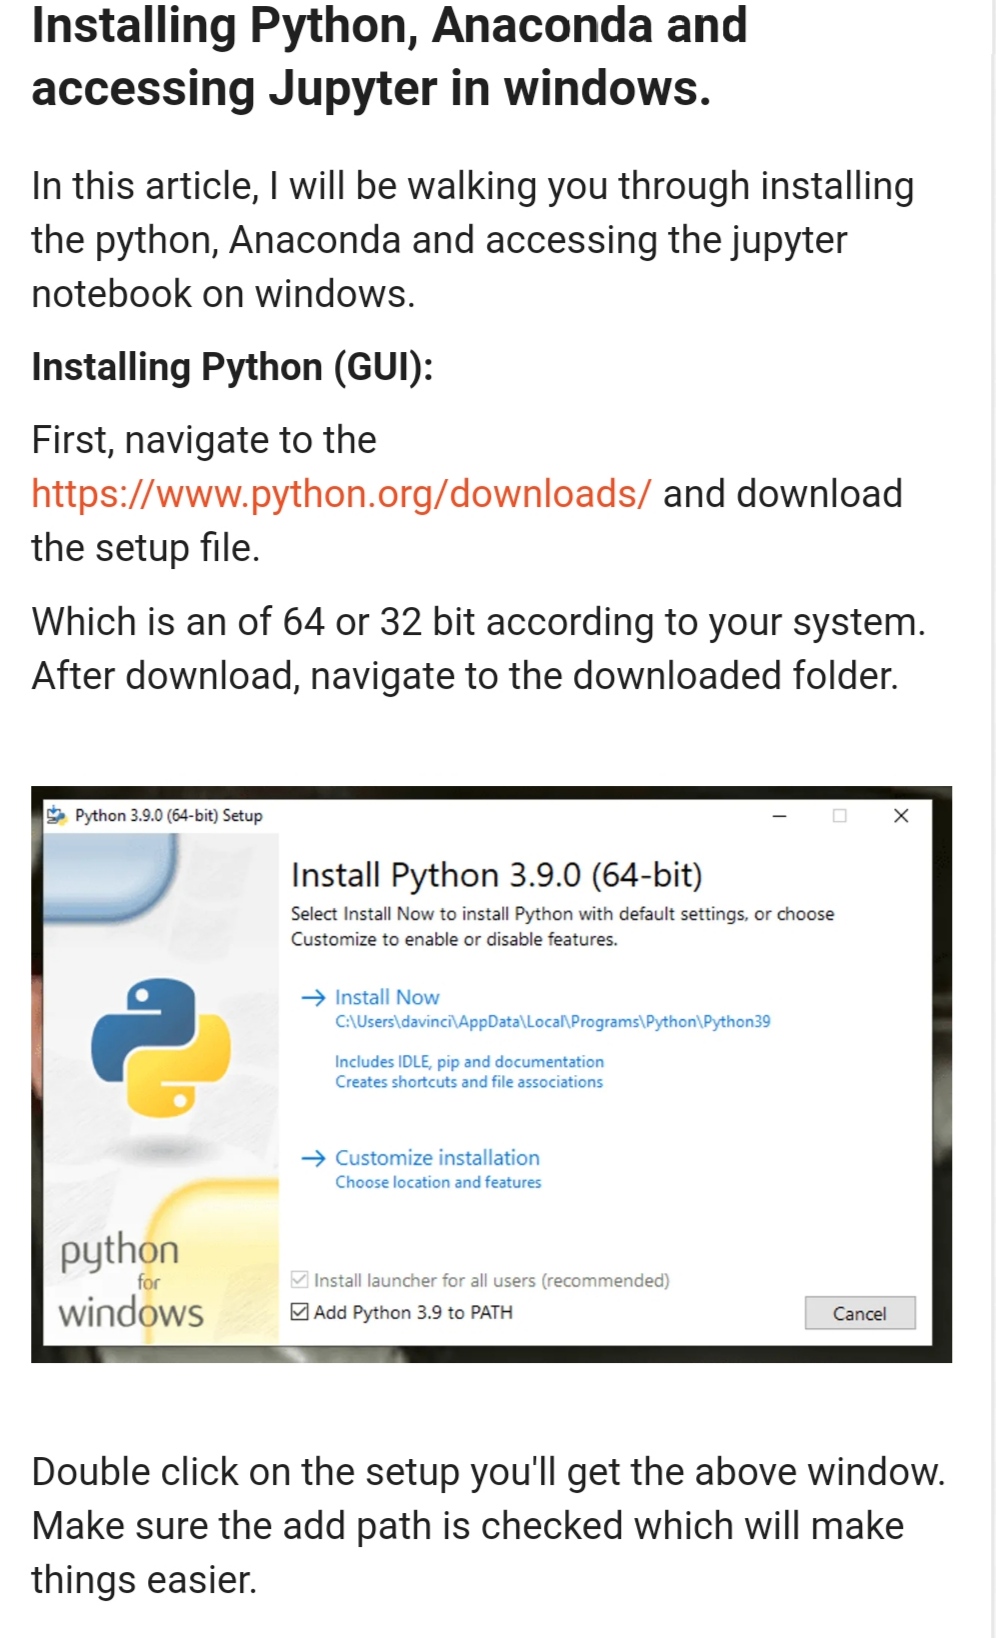 Installing Python, Anaconda and
accessing Jupyter in windows.
In this article, I will be walking you through installing
the python, Anaconda and accessing the jupyter
notebook on windows.
Installing Python (GUI):
First, navigate to the
https://www.python.org/downloads/ and download
the setup file.
Which is an of 64 or 32 bit according to your system.
After download, navigate to the downloaded folder.
Python 3.9.0 (64-bit) Setup
Install Python 3.9.0 (64-bit)
Select Install Now to install Python with default settings, or choose
Customize to enable or disable features.
→ Install Now
C:\Users\davinci\AppData\Local\Programs\Python\Python39
Includes IDLE, pip and documentation
Creates shortcuts and file associations
→ Customize installation
Choose location and features
python
for
windows
Install launcher for all users (recommended)
Add Python 3.9 to PATH
Cancel
Double click on the setup you'll get the above window.
Make sure the add path is checked which will make
things easier.